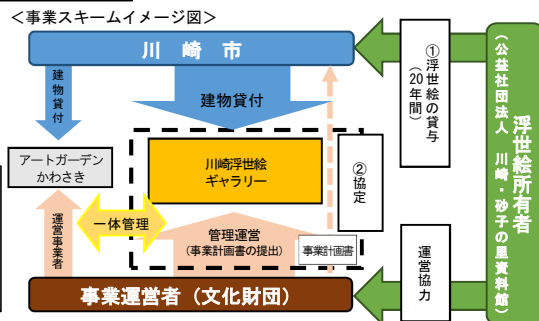 ＜事業スキームイメージ図＞
川　崎　市
建物貸付
建物貸付
①浮世絵の貸与
（20年間）
アートガーデン
かわさき
川崎浮世絵
ギャラリー
②協定
浮世絵所有者
（公益社団法人　川崎・砂子の里資料館）
一体管理
運営事業者
管理運営
（事業計画書の提出）
事業計画書
運営協力
事業運営者（文化財団）